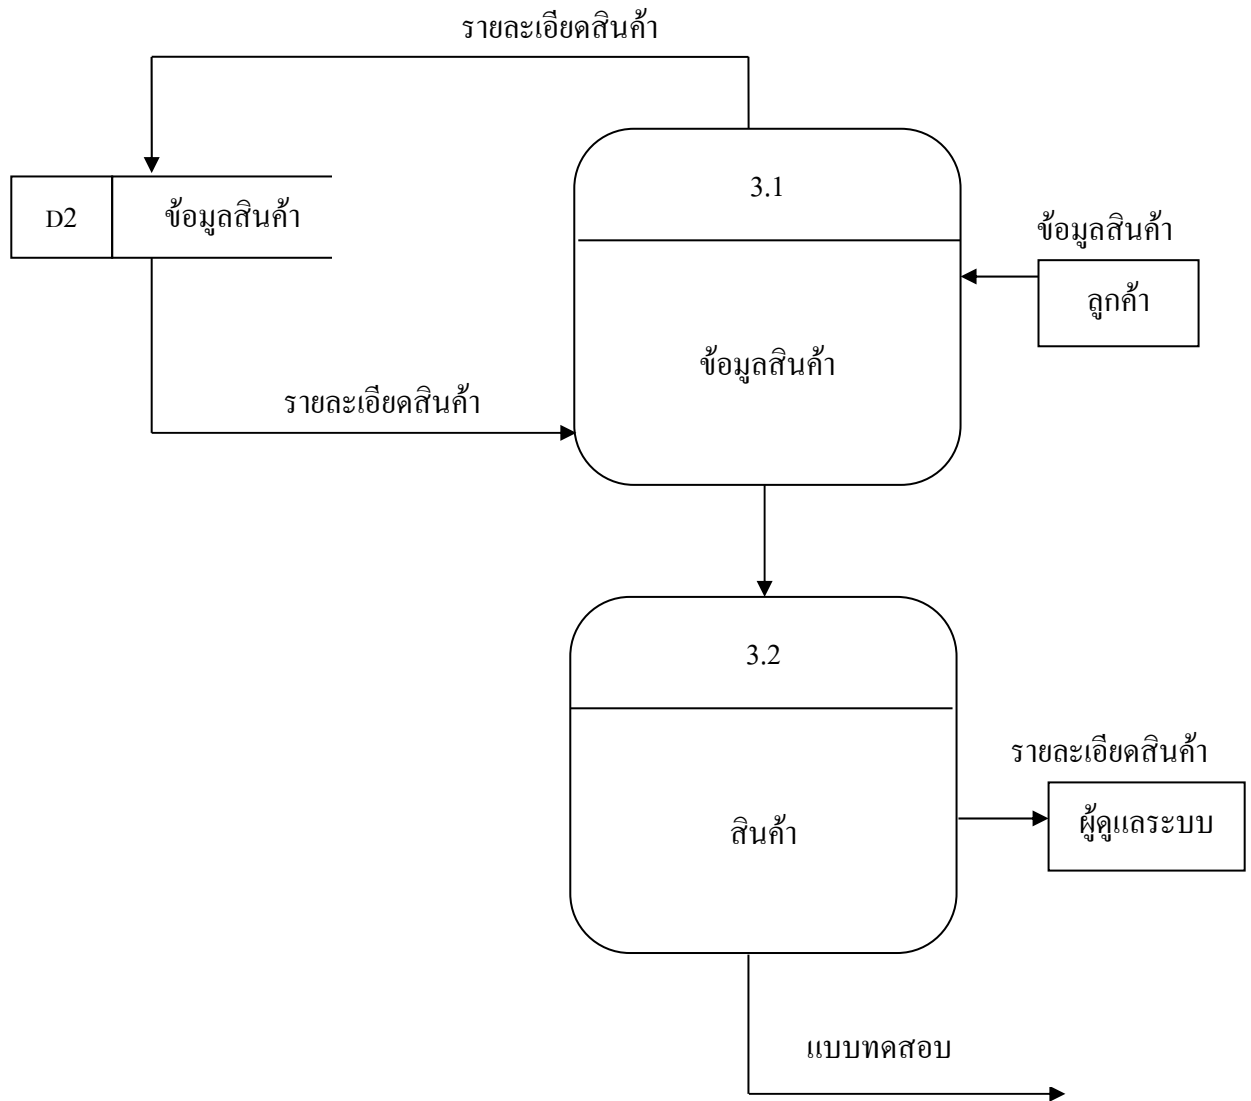 รายละเอียดสินค้า
3.1
D2
ข้อมูลสินค้า
ข้อมูลสินค้า
ลูกค้า
ข้อมูลสินค้า
รายละเอียดสินค้า
3.2
รายละเอียดสินค้า
ผู้ดูแลระบบ
สินค้า
แบบทดสอบ